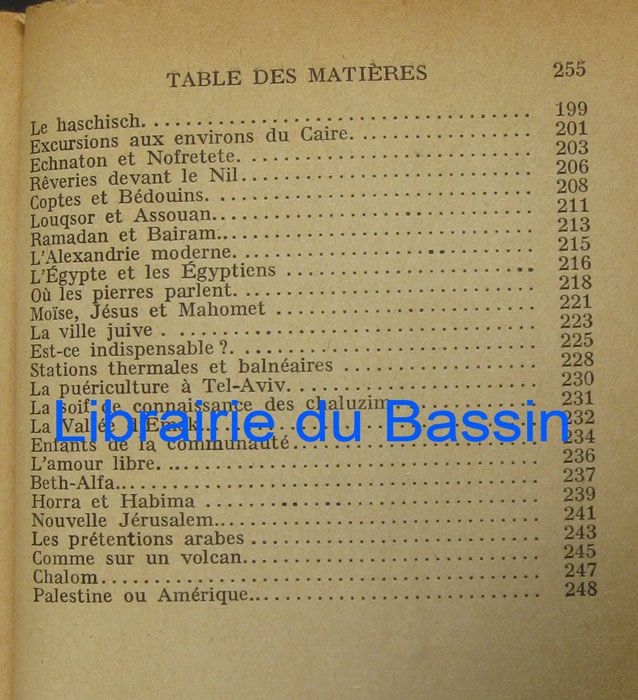 TABLE DES MATIÈRES 255
Le haschisch. 199
Excursions aux environs du Caire. 201
Echnaton et Nofretete. 203
Rêveries devant le Nil 206
Coptes et Bédouins. 208
Louqsor et Assouan. 211
Ramadan et Bairam. 213
L'Alexandrie moderne. 215
L'Égypte et les Égyptiens 216
Où les pierres parlent. 218
Moïse, Jésus et Mahomet 221
La ville juive 223
Est-ce indispensable ?. 225
Stations thermales et balnéaires 228
La puériculture à Tel-Aviv. 230
La soif de connaissance des chaluzim 231
La Vallée d'Emek. 232
Librairie du Bassin
Enfants de la communauté. 234
L'amour libre. 236
Beth-Alfa. 237
Horra et Habima 239
Nouvelle Jérusalem. 241
Les prétentions arabes 243
Comme sur un volcan. 245
Chalom. 247
Palestine ou Amérique. 248